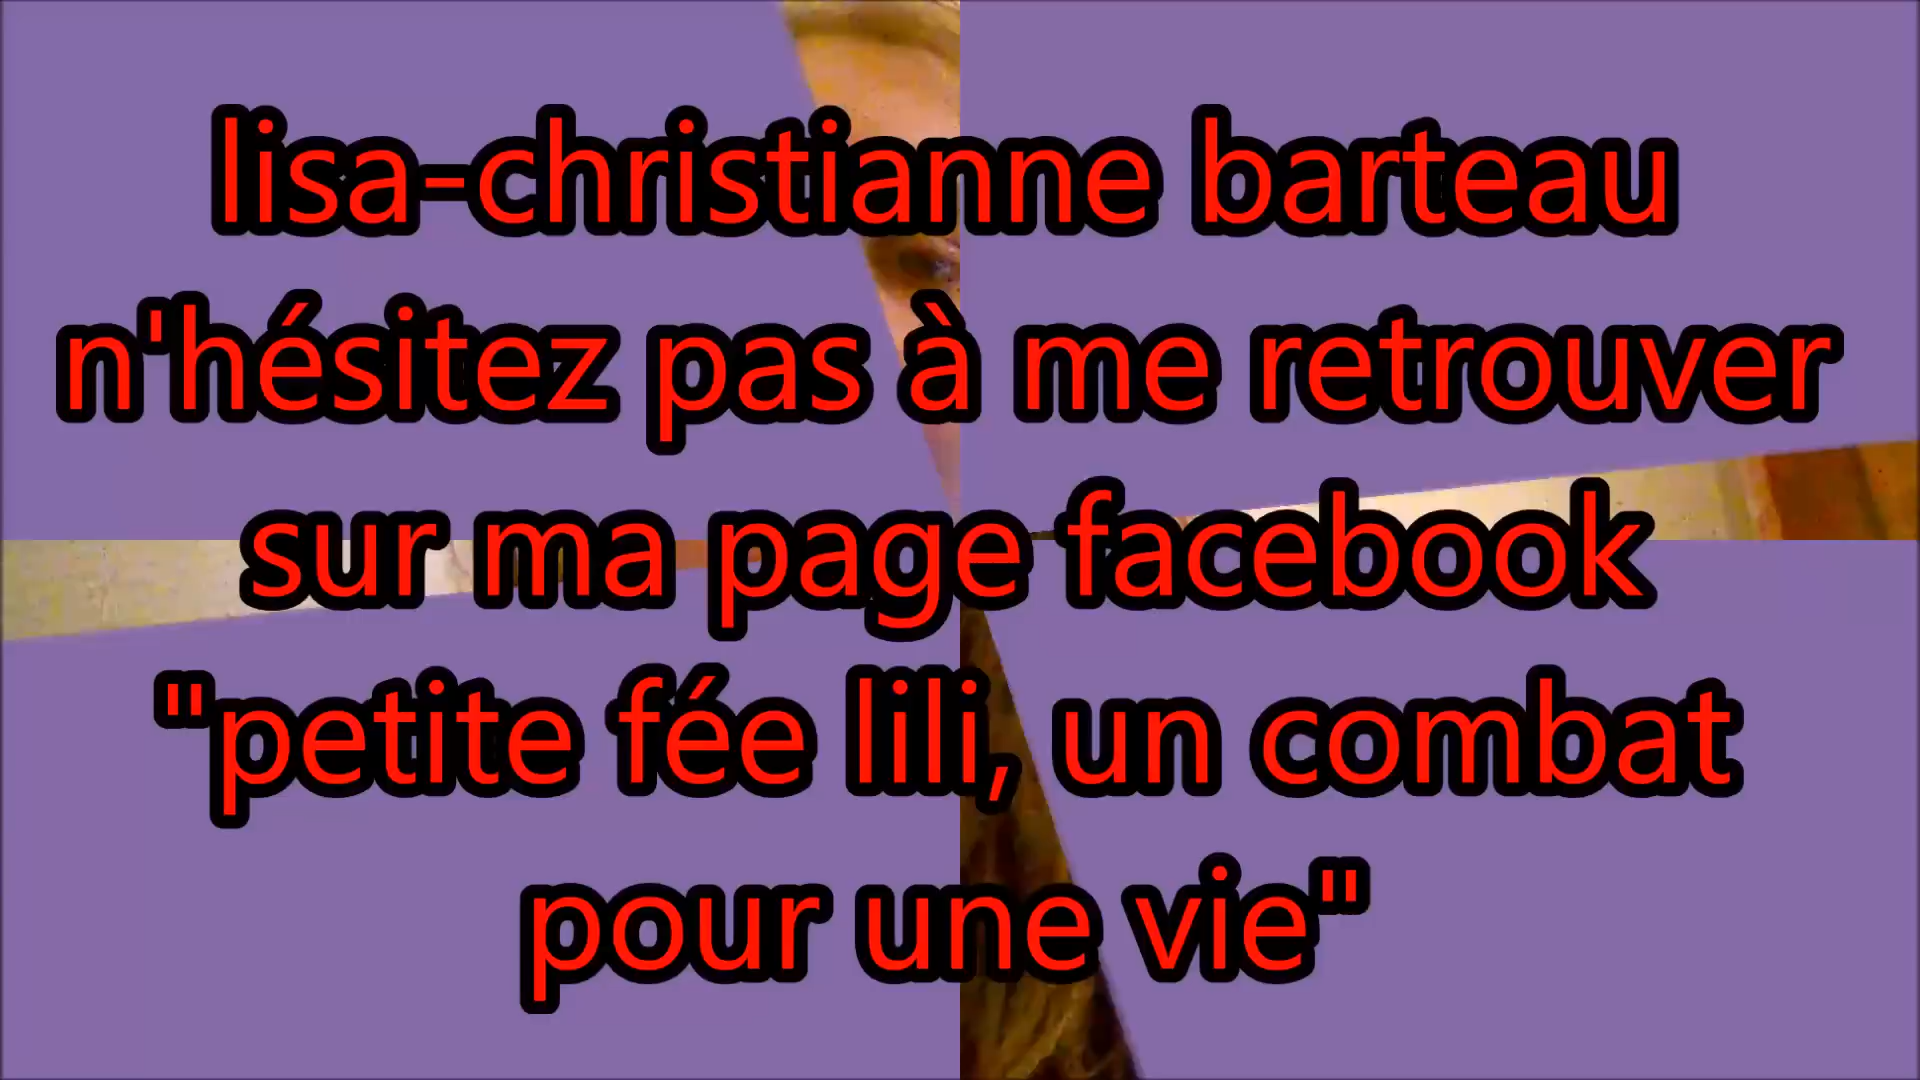 lisa-christianne barteau
n'hésitez pas à me retrouver
sur ma page facebook
"petite fée lili, un combat
pour une vie"